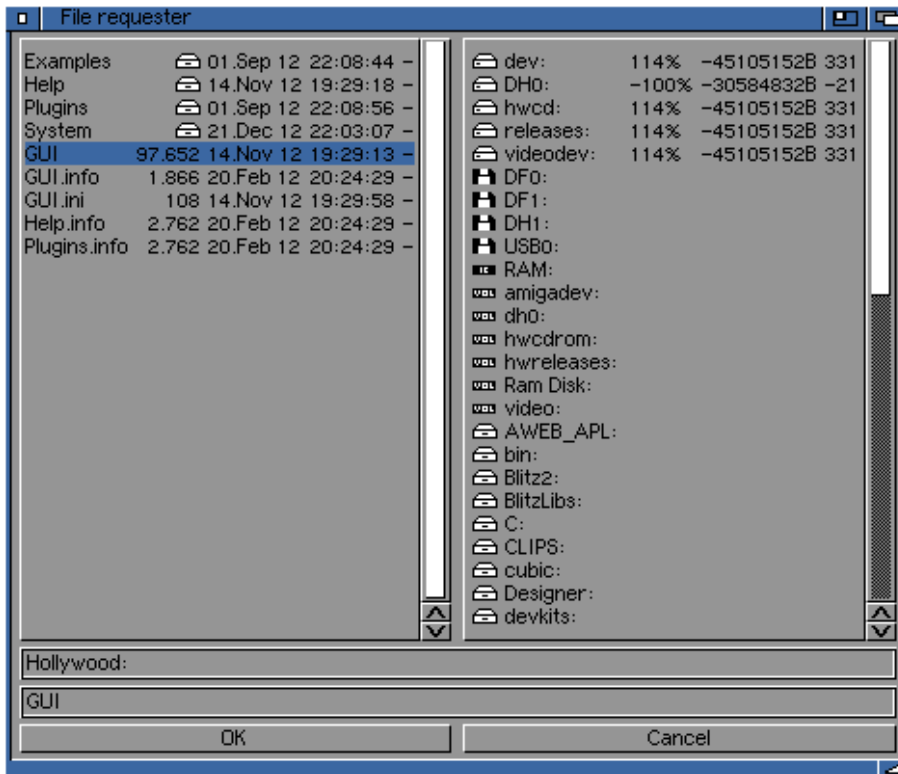 File requester
Examples 01.Sep 12 22:08:44 -
Help 14.Nov 12 19:29:18 -
Plugins 01.Sep 12 22:08:56 -
System 21.Dec 12 22:03:07 -
GUI 97.652 14.Nov 12 19:29:13 -
GUI.info 1.866 20.Feb 12 20:24:29 -
GUI.ini 108 14.Nov 12 19:29:58 -
Help.info 2.762 20.Feb 12 20:24:29 -
Plugins.info 2.762 20.Feb 12 20:24:29 -
dev: 114% -45105152B 331
DH0: -100% -30584832B -21
hwcd: 114% -45105152B 331
releases: 114% -45105152B 331
videodev: 114% -45105152B 331
DF0:
DF1:
DH1:
USB0:
RAM:
VOL amigadev:
VOL dh0:
VOL hwcdrom:
VOL hwreleases:
VOL Ram Disk:
VOL video:
AWEB_APL:
bin:
Blitz2:
BlitzLibs:
C:
CLIPS:
cubic:
Designer:
devkits:
Hollywood:
GUI
OK
Cancel